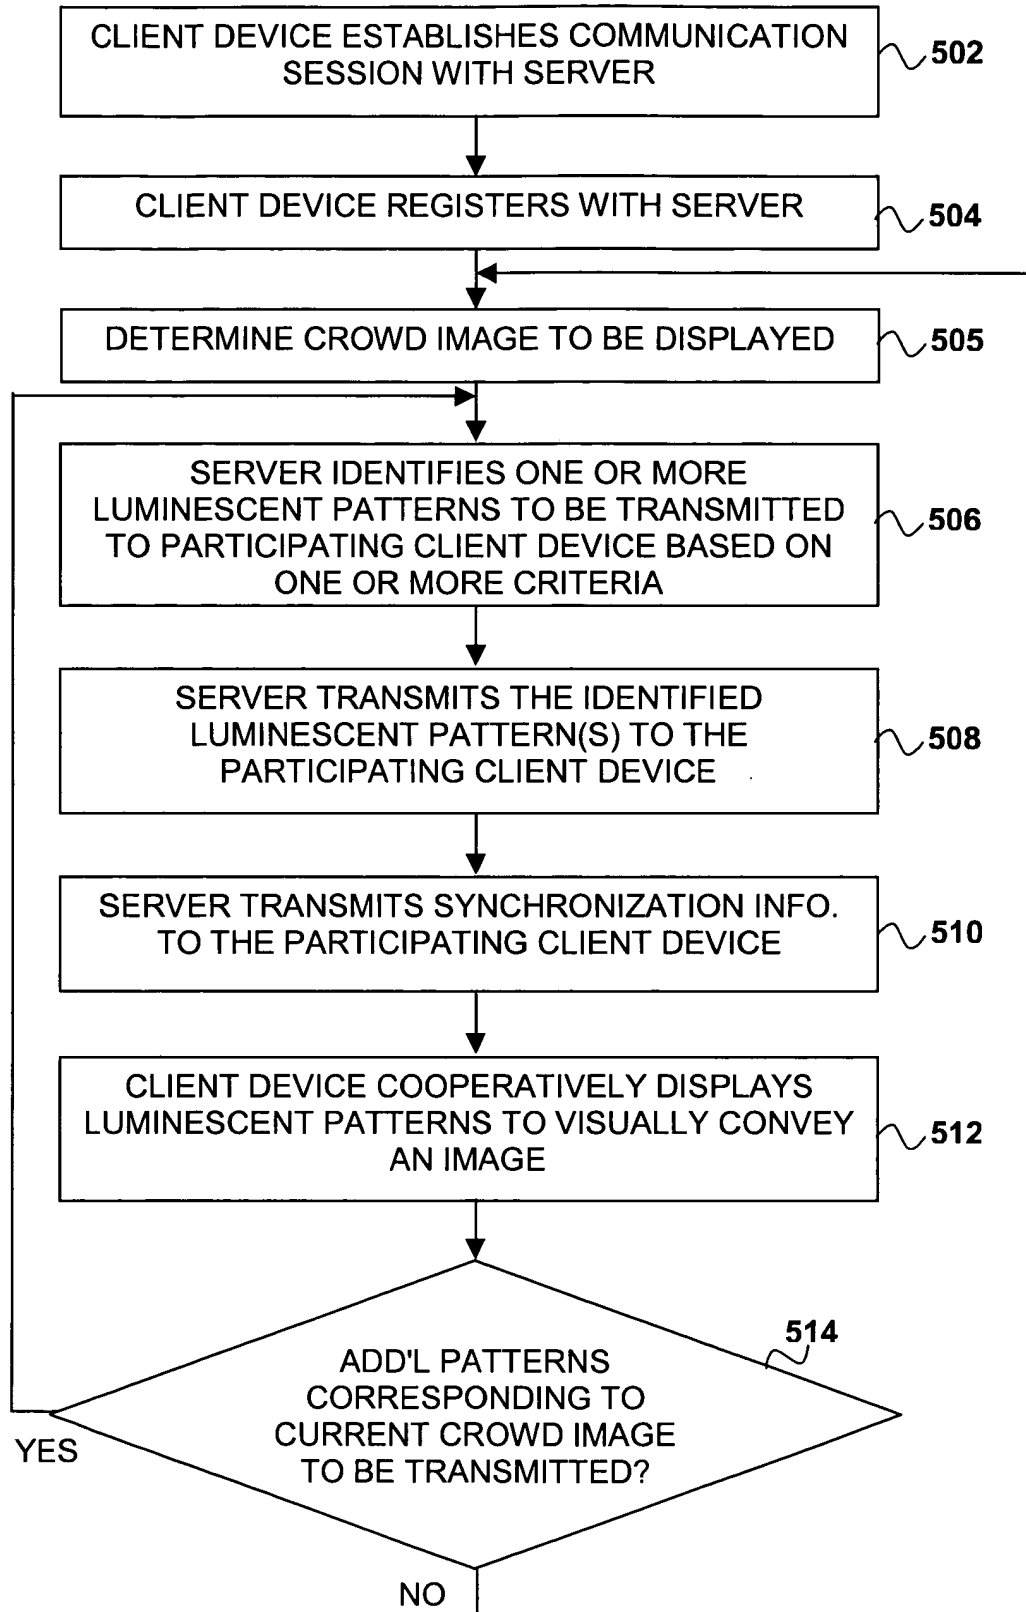 CLIENT DEVICE ESTABLISHES COMMUNICATION
SESSION WITH SERVER
502
CLIENT DEVICE REGISTERS WITH SERVER
504
DETERMINE CROWD IMAGE TO BE DISPLAYED
505
SERVER IDENTIFIES ONE OR MORE
LUMINESCENT PATTERNS TO BE TRANSMITTED
TO PARTICIPATING CLIENT DEVICE BASED ON
ONE OR MORE CRITERIA
506
SERVER TRANSMITS THE IDENTIFIED
LUMINESCENT PATTERN(S) TO THE
PARTICIPATING CLIENT DEVICE
508
SERVER TRANSMITS SYNCHRONIZATION INFO.
TO THE PARTICIPATING CLIENT DEVICE
510
CLIENT DEVICE COOPERATIVELY DISPLAYS
LUMINESCENT PATTERNS TO VISUALLY CONVEY
AN IMAGE
512
514
ADD'L PATTERNS
CORRESPONDING TO
CURRENT CROWD IMAGE
TO BE TRANSMITTED?
YES
NO